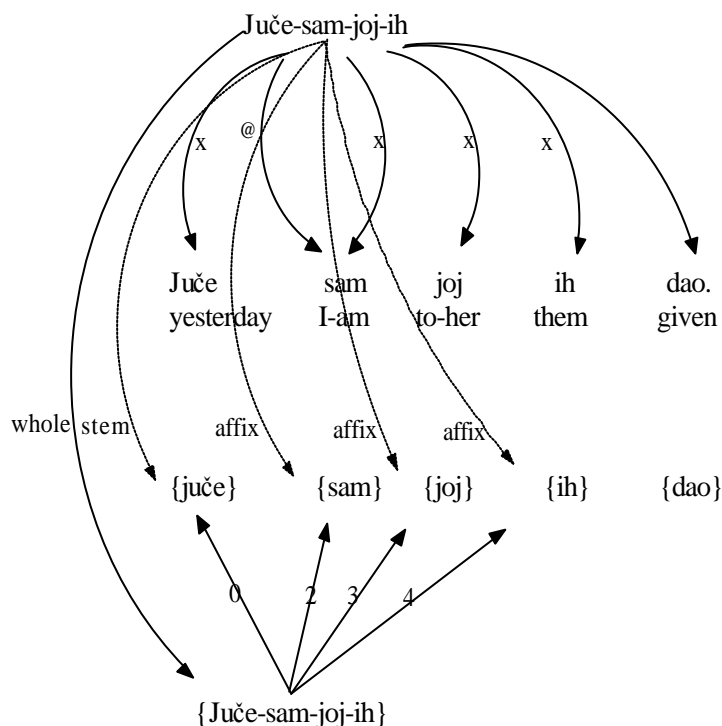 Juče-sam-joj-ih
@
x x x x
Juče sam joj ih dao.
yesterday I-am to-her them given
whole stem affix affix affix
{juče} {sam} {joj} {ih} {dao}
0 2 3 4
{Juče-sam-joj-ih}